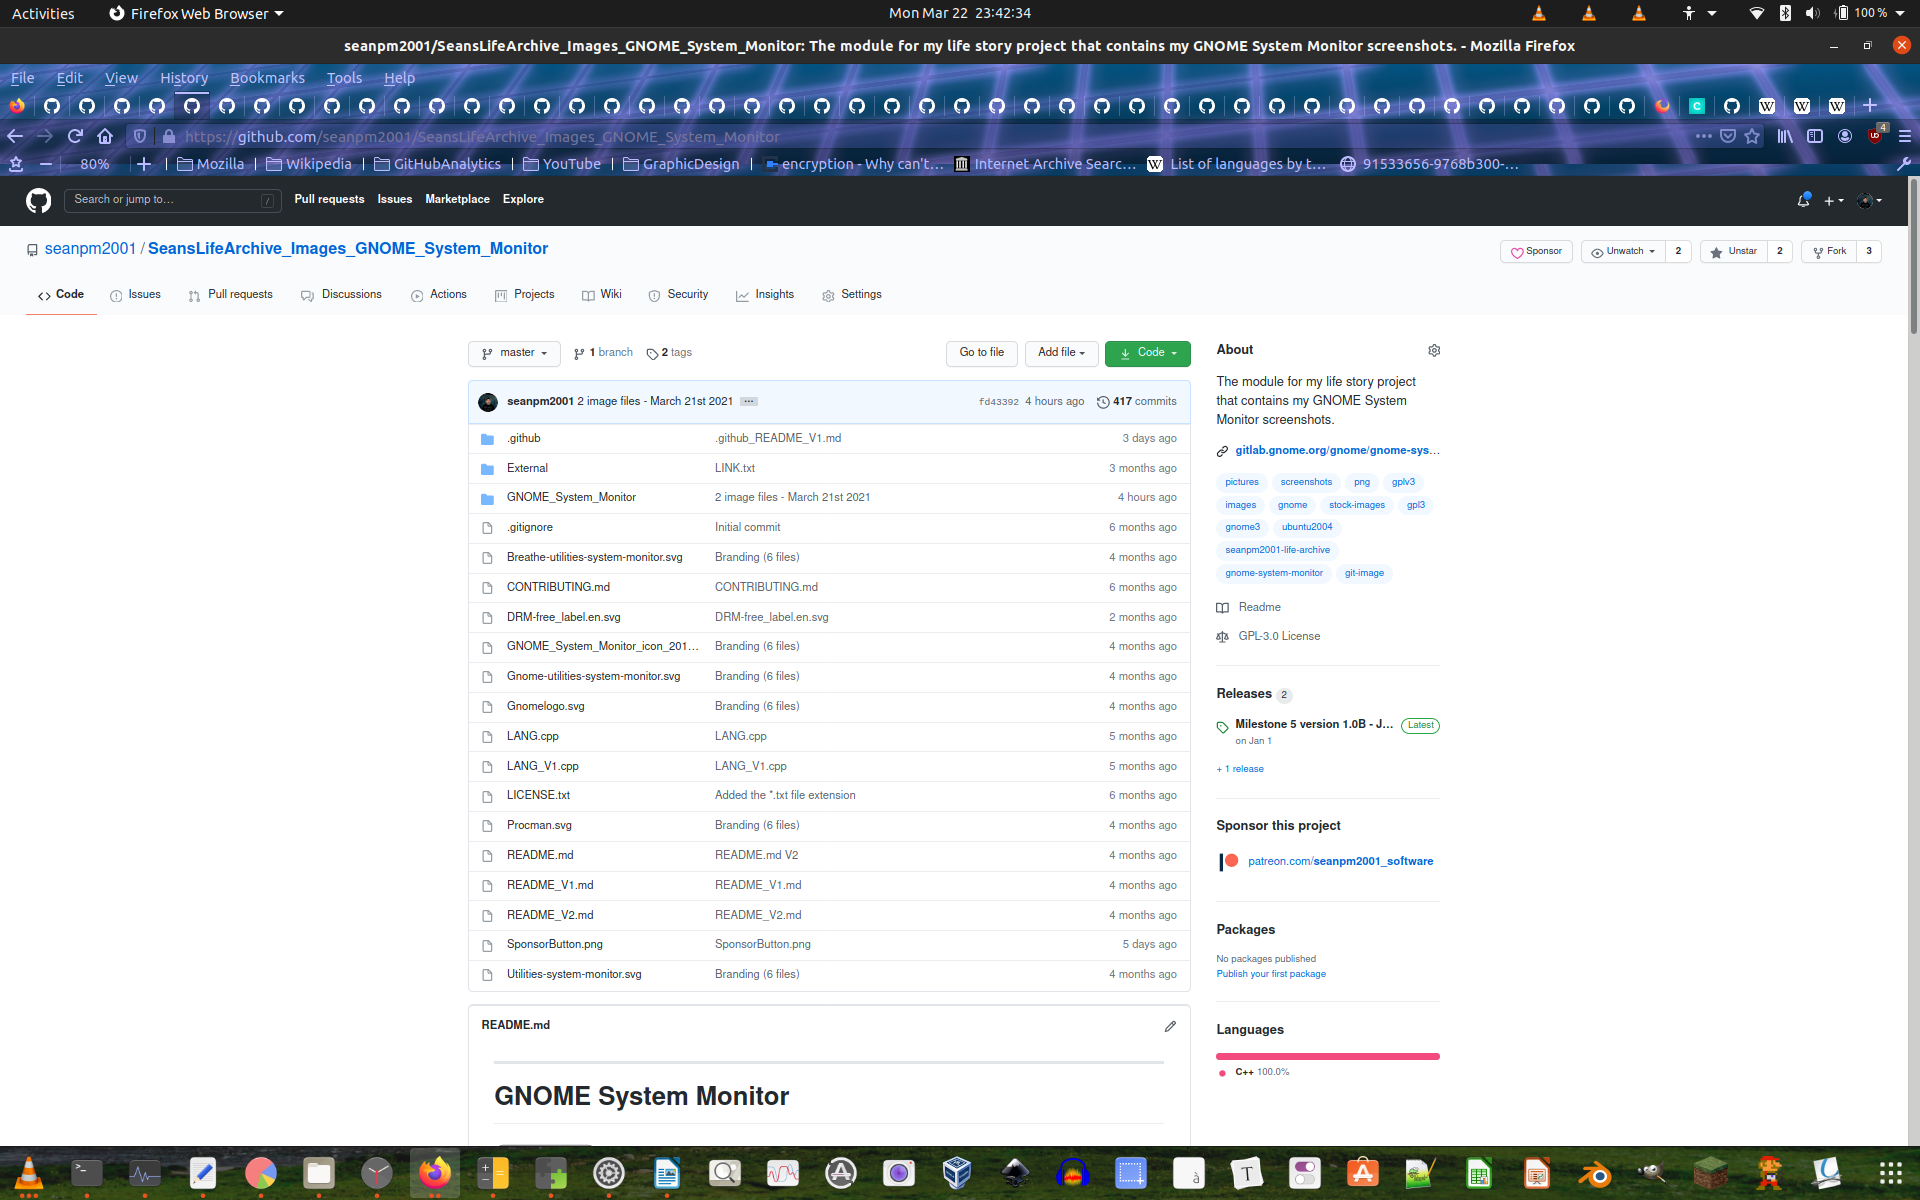 Activities
Firefox Web Browser
Mon Mar 22 23:42:34
100 %
seanpm2001/SeansLifeArchive_Images_GNOME_System_Monitor: The module for my life story project that contains my GNOME System Monitor screenshots. - Mozilla Firefox
File Edit View History Bookmarks Tools Help
https://github.com/seanpm2001/SeansLifeArchive_Images_GNOME_System_Monitor
4
80%
Mozilla
Wikipedia
GitHubAnalytics
YouTube
GraphicDesign
encryption - Why can't…
Internet Archive Searc…
List of languages by t…
91533656-9768b300-…
Search or jump to…
/
Pull requests
Issues
Marketplace
Explore
seanpm2001 / SeansLifeArchive_Images_GNOME_System_Monitor
Sponsor
Unwatch 2
Unstar 2
Fork 3
Code
Issues
Pull requests
Discussions
Actions
Projects
Wiki
Security
Insights
Settings
master
1 branch
2 tags
Go to file
Add file
Code
seanpm2001 2 image files - March 21st 2021 ... fd43392 4 hours ago 417 commits
.github .github_README_V1.md 3 days ago
External LINK.txt 3 months ago
GNOME_System_Monitor 2 image files - March 21st 2021 4 hours ago
.gitignore Initial commit 6 months ago
Breathe-utilities-system-monitor.svg Branding (6 files) 4 months ago
CONTRIBUTING.md CONTRIBUTING.md 6 months ago
DRM-free_label.en.svg DRM-free_label.en.svg 2 months ago
GNOME_System_Monitor_icon_201… Branding (6 files) 4 months ago
Gnome-utilities-system-monitor.svg Branding (6 files) 4 months ago
Gnomelogo.svg Branding (6 files) 4 months ago
LANG.cpp LANG.cpp 5 months ago
LANG_V1.cpp LANG_V1.cpp 5 months ago
LICENSE.txt Added the *.txt file extension 6 months ago
Procman.svg Branding (6 files) 4 months ago
README.md README.md V2 4 months ago
README_V1.md README_V1.md 4 months ago
README_V2.md README_V2.md 4 months ago
SponsorButton.png SponsorButton.png 5 days ago
Utilities-system-monitor.svg Branding (6 files) 4 months ago
README.md
GNOME System Monitor
About
The module for my life story project
that contains my GNOME System
Monitor screenshots.
gitlab.gnome.org/gnome/gnome-sys…
pictures screenshots png gplv3
images gnome stock-images gpl3
gnome3 ubuntu2004
seanpm2001-life-archive
gnome-system-monitor git-image
Readme
GPL-3.0 License
Releases 2
Milestone 5 version 1.0B - J… Latest
on Jan 1
+ 1 release
Sponsor this project
patreon.com/seanpm2001_software
Packages
No packages published
Publish your first package
Languages
C++ 100.0%